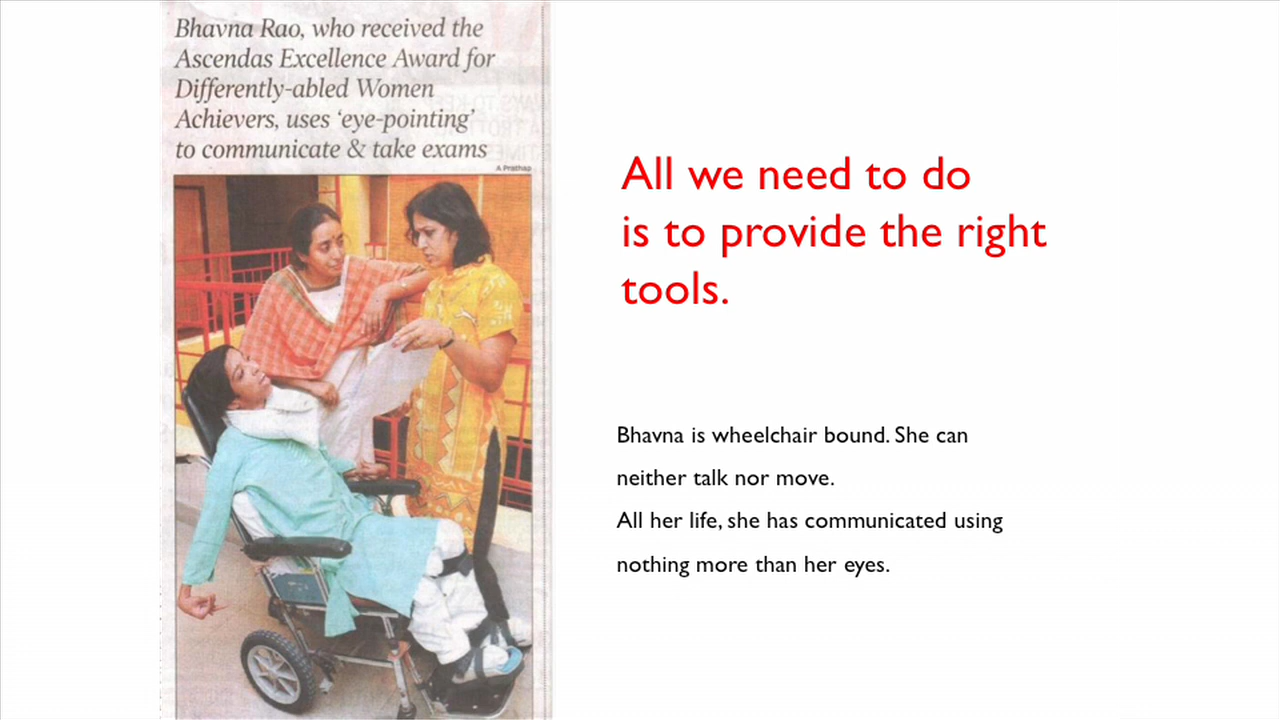 Bhavna Rao, who received the
Ascendas Excellence Award for
Differently-abled Women
Achievers, uses ‘eye-pointing’
to communicate & take exams
A Prathap
All we need to do
is to provide the right
tools.
Bhavna is wheelchair bound. She can
neither talk nor move.
All her life, she has communicated using
nothing more than her eyes.